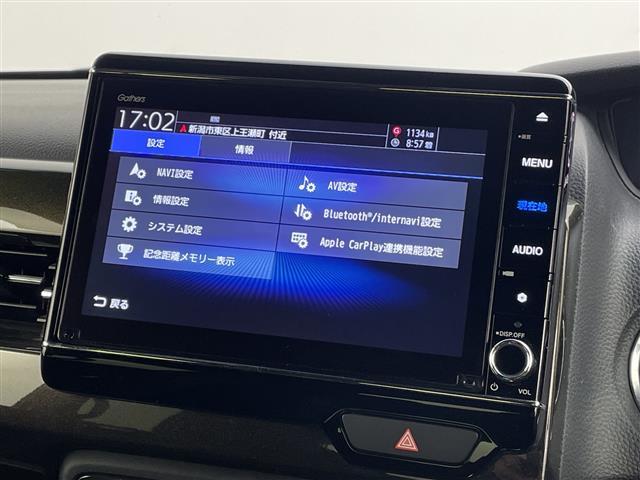 Gathers
17:02
新潟市東区上王瀬町 付近
G 1134km
8:57着
設定
情報
NAVI設定
AV設定
情報設定
Bluetooth®/internavi設定
システム設定
Apple CarPlay連携機能設定
記念距離メモリー表示
戻る
MENU
現在地
AUDIO
DISP.OFF
VOL